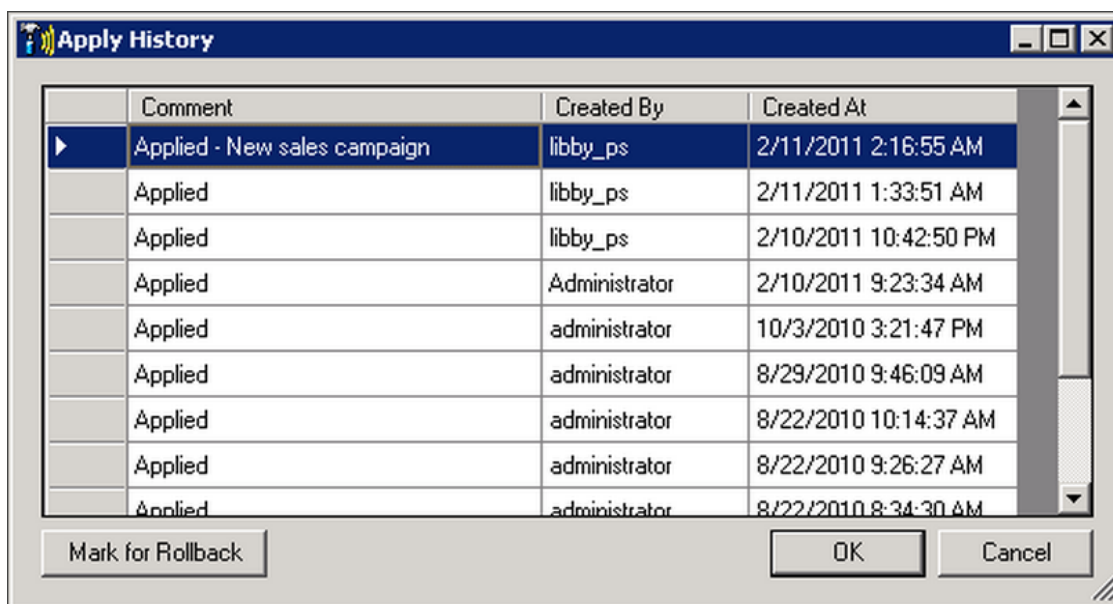 Apply History
Comment Created By Created At
Applied - New sales campaign libby_ps 2/11/2011 2:16:55 AM
Applied libby_ps 2/11/2011 1:33:51 AM
Applied libby_ps 2/10/2011 10:42:50 PM
Applied Administrator 2/10/2011 9:23:34 AM
Applied administrator 10/3/2010 3:21:47 PM
Applied administrator 8/29/2010 9:46:09 AM
Applied administrator 8/22/2010 10:14:37 AM
Applied administrator 8/22/2010 9:26:27 AM
Applied administrator 8/22/2010 8:34:30 AM
Mark for Rollback OK Cancel